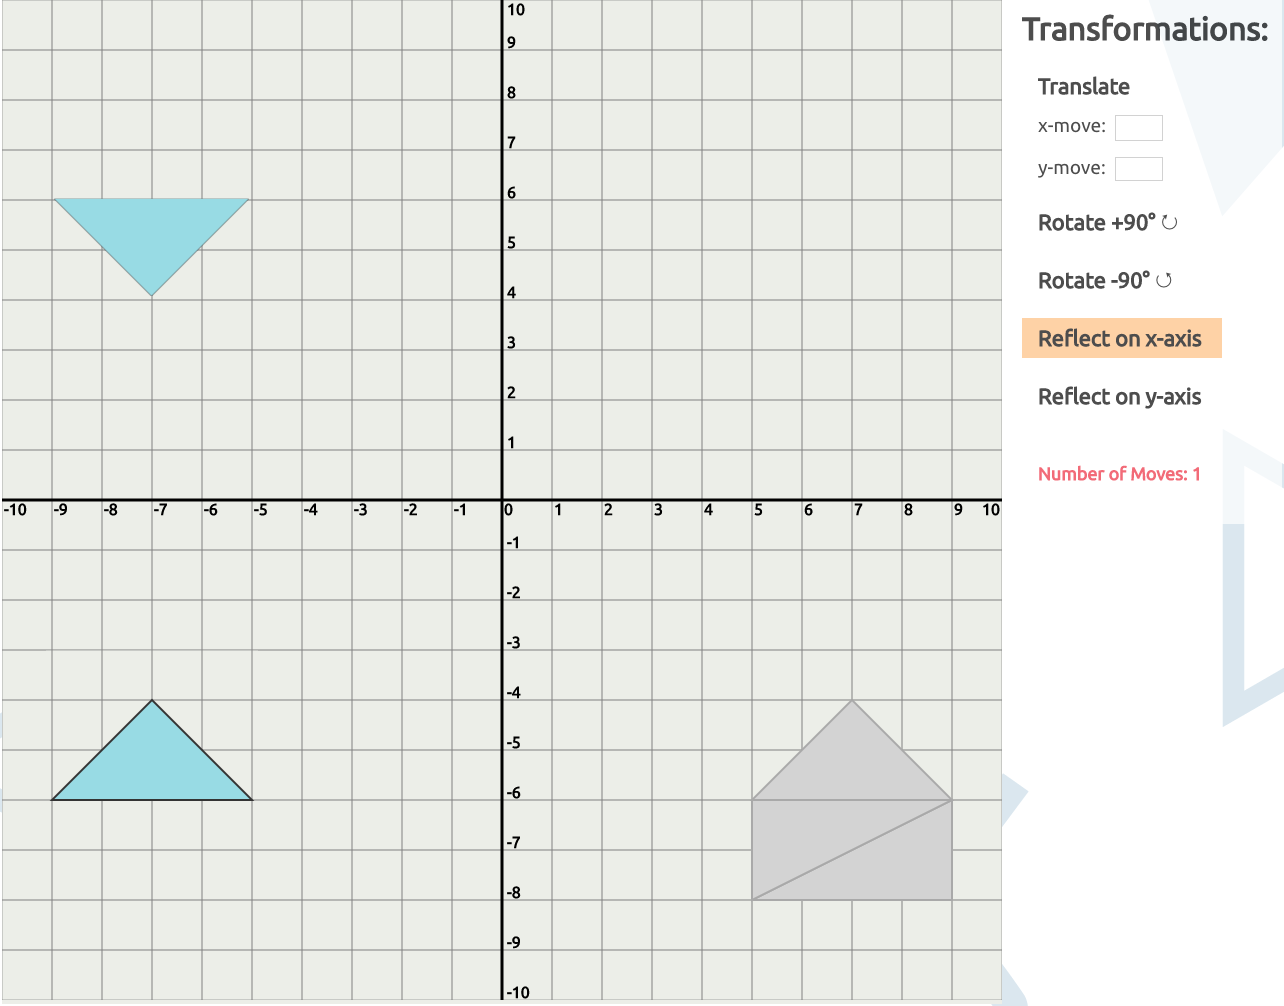 Transformations:
Translate
x-move:
y-move:
Rotate +90° ↻
Rotate -90° ↺
Reflect on x-axis
Reflect on y-axis
Number of Moves: 1
10
9
8
7
6
5
4
3
2
1
-10 -9 -8 -7 -6 -5 -4 -3 -2 -1 0 1 2 3 4 5 6 7 8 9 10
-1
-2
-3
-4
-5
-6
-7
-8
-9
-10